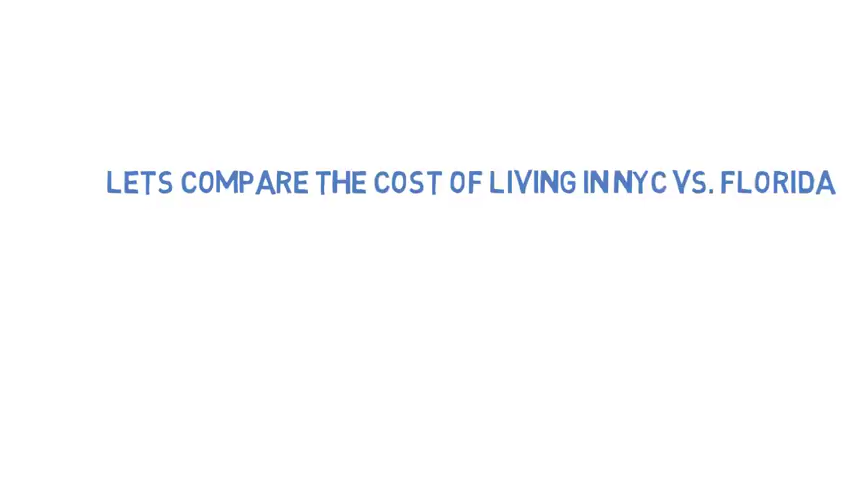 LETS COMPARE THE COST OF LIVING IN NYC VS. FLORIDA